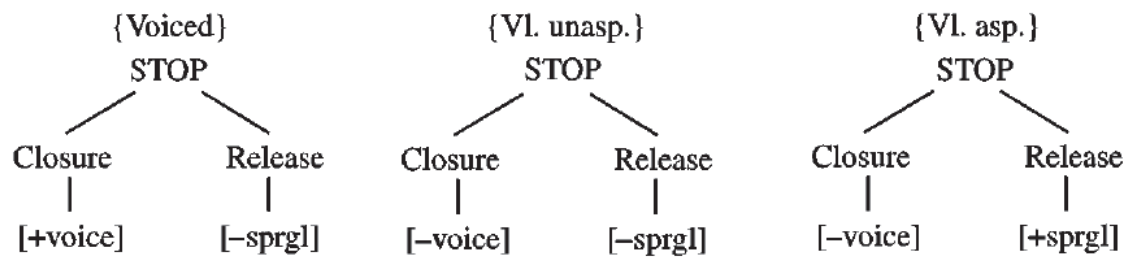 {Voiced} {Vl. unasp.} {Vl. asp.}
STOP STOP STOP
Closure Release Closure Release Closure Release
[+voice] [–sprgl] [–voice] [–sprgl] [–voice] [+sprgl]